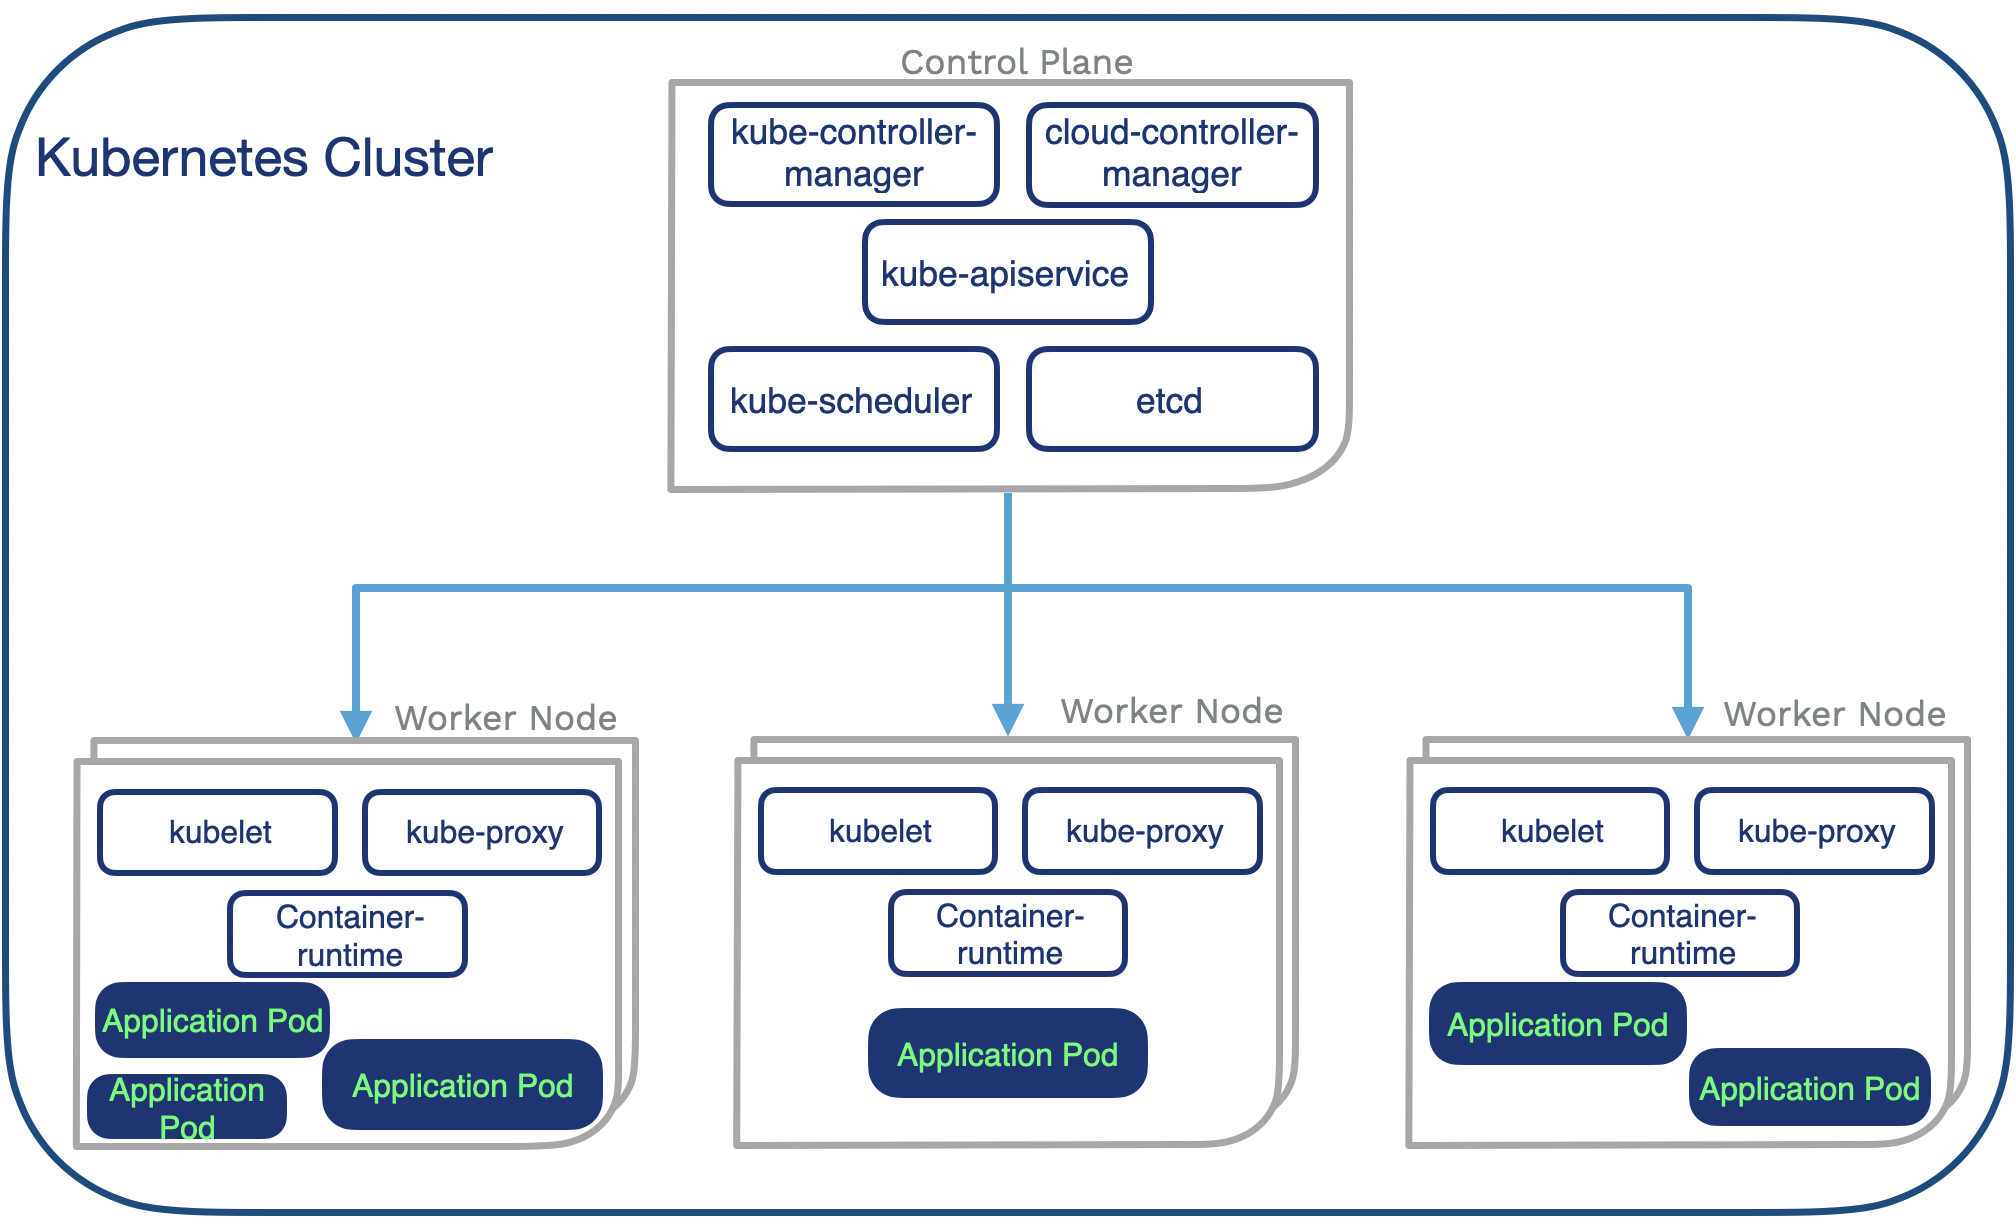 Control Plane
Kubernetes Cluster
kube-controller-
manager
cloud-controller-
manager
kube-apiservice
kube-scheduler
etcd
Worker Node
kubelet
kube-proxy
Container-
runtime
Application Pod
Application Pod
Application
Pod
Worker Node
kubelet
kube-proxy
Container-
runtime
Application Pod
Worker Node
kubelet
kube-proxy
Container-
runtime
Application Pod
Application Pod